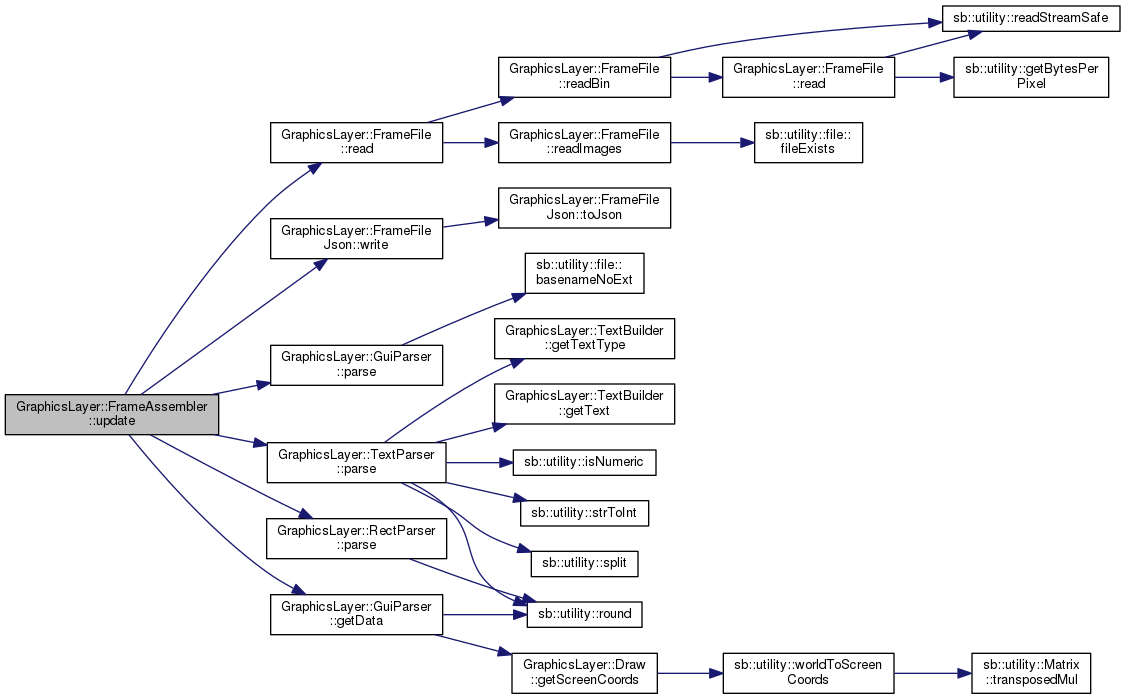 sb::utility::readStreamSafe
GraphicsLayer::FrameFile
::readBin
GraphicsLayer::FrameFile
::read
sb::utility::getBytesPer
Pixel
GraphicsLayer::FrameFile
::read
GraphicsLayer::FrameFile
::readImages
sb::utility::file::
fileExists
GraphicsLayer::FrameFile
Json::toJson
GraphicsLayer::FrameFile
Json::write
sb::utility::file::
basenameNoExt
GraphicsLayer::TextBuilder
::getTextType
GraphicsLayer::GuiParser
::parse
GraphicsLayer::TextBuilder
::getText
GraphicsLayer::FrameAssembler
::update
GraphicsLayer::TextParser
::parse
sb::utility::isNumeric
sb::utility::strToInt
GraphicsLayer::RectParser
::parse
sb::utility::split
GraphicsLayer::GuiParser
::getData
sb::utility::round
GraphicsLayer::Draw
::getScreenCoords
sb::utility::worldToScreen
Coords
sb::utility::Matrix
::transposedMul